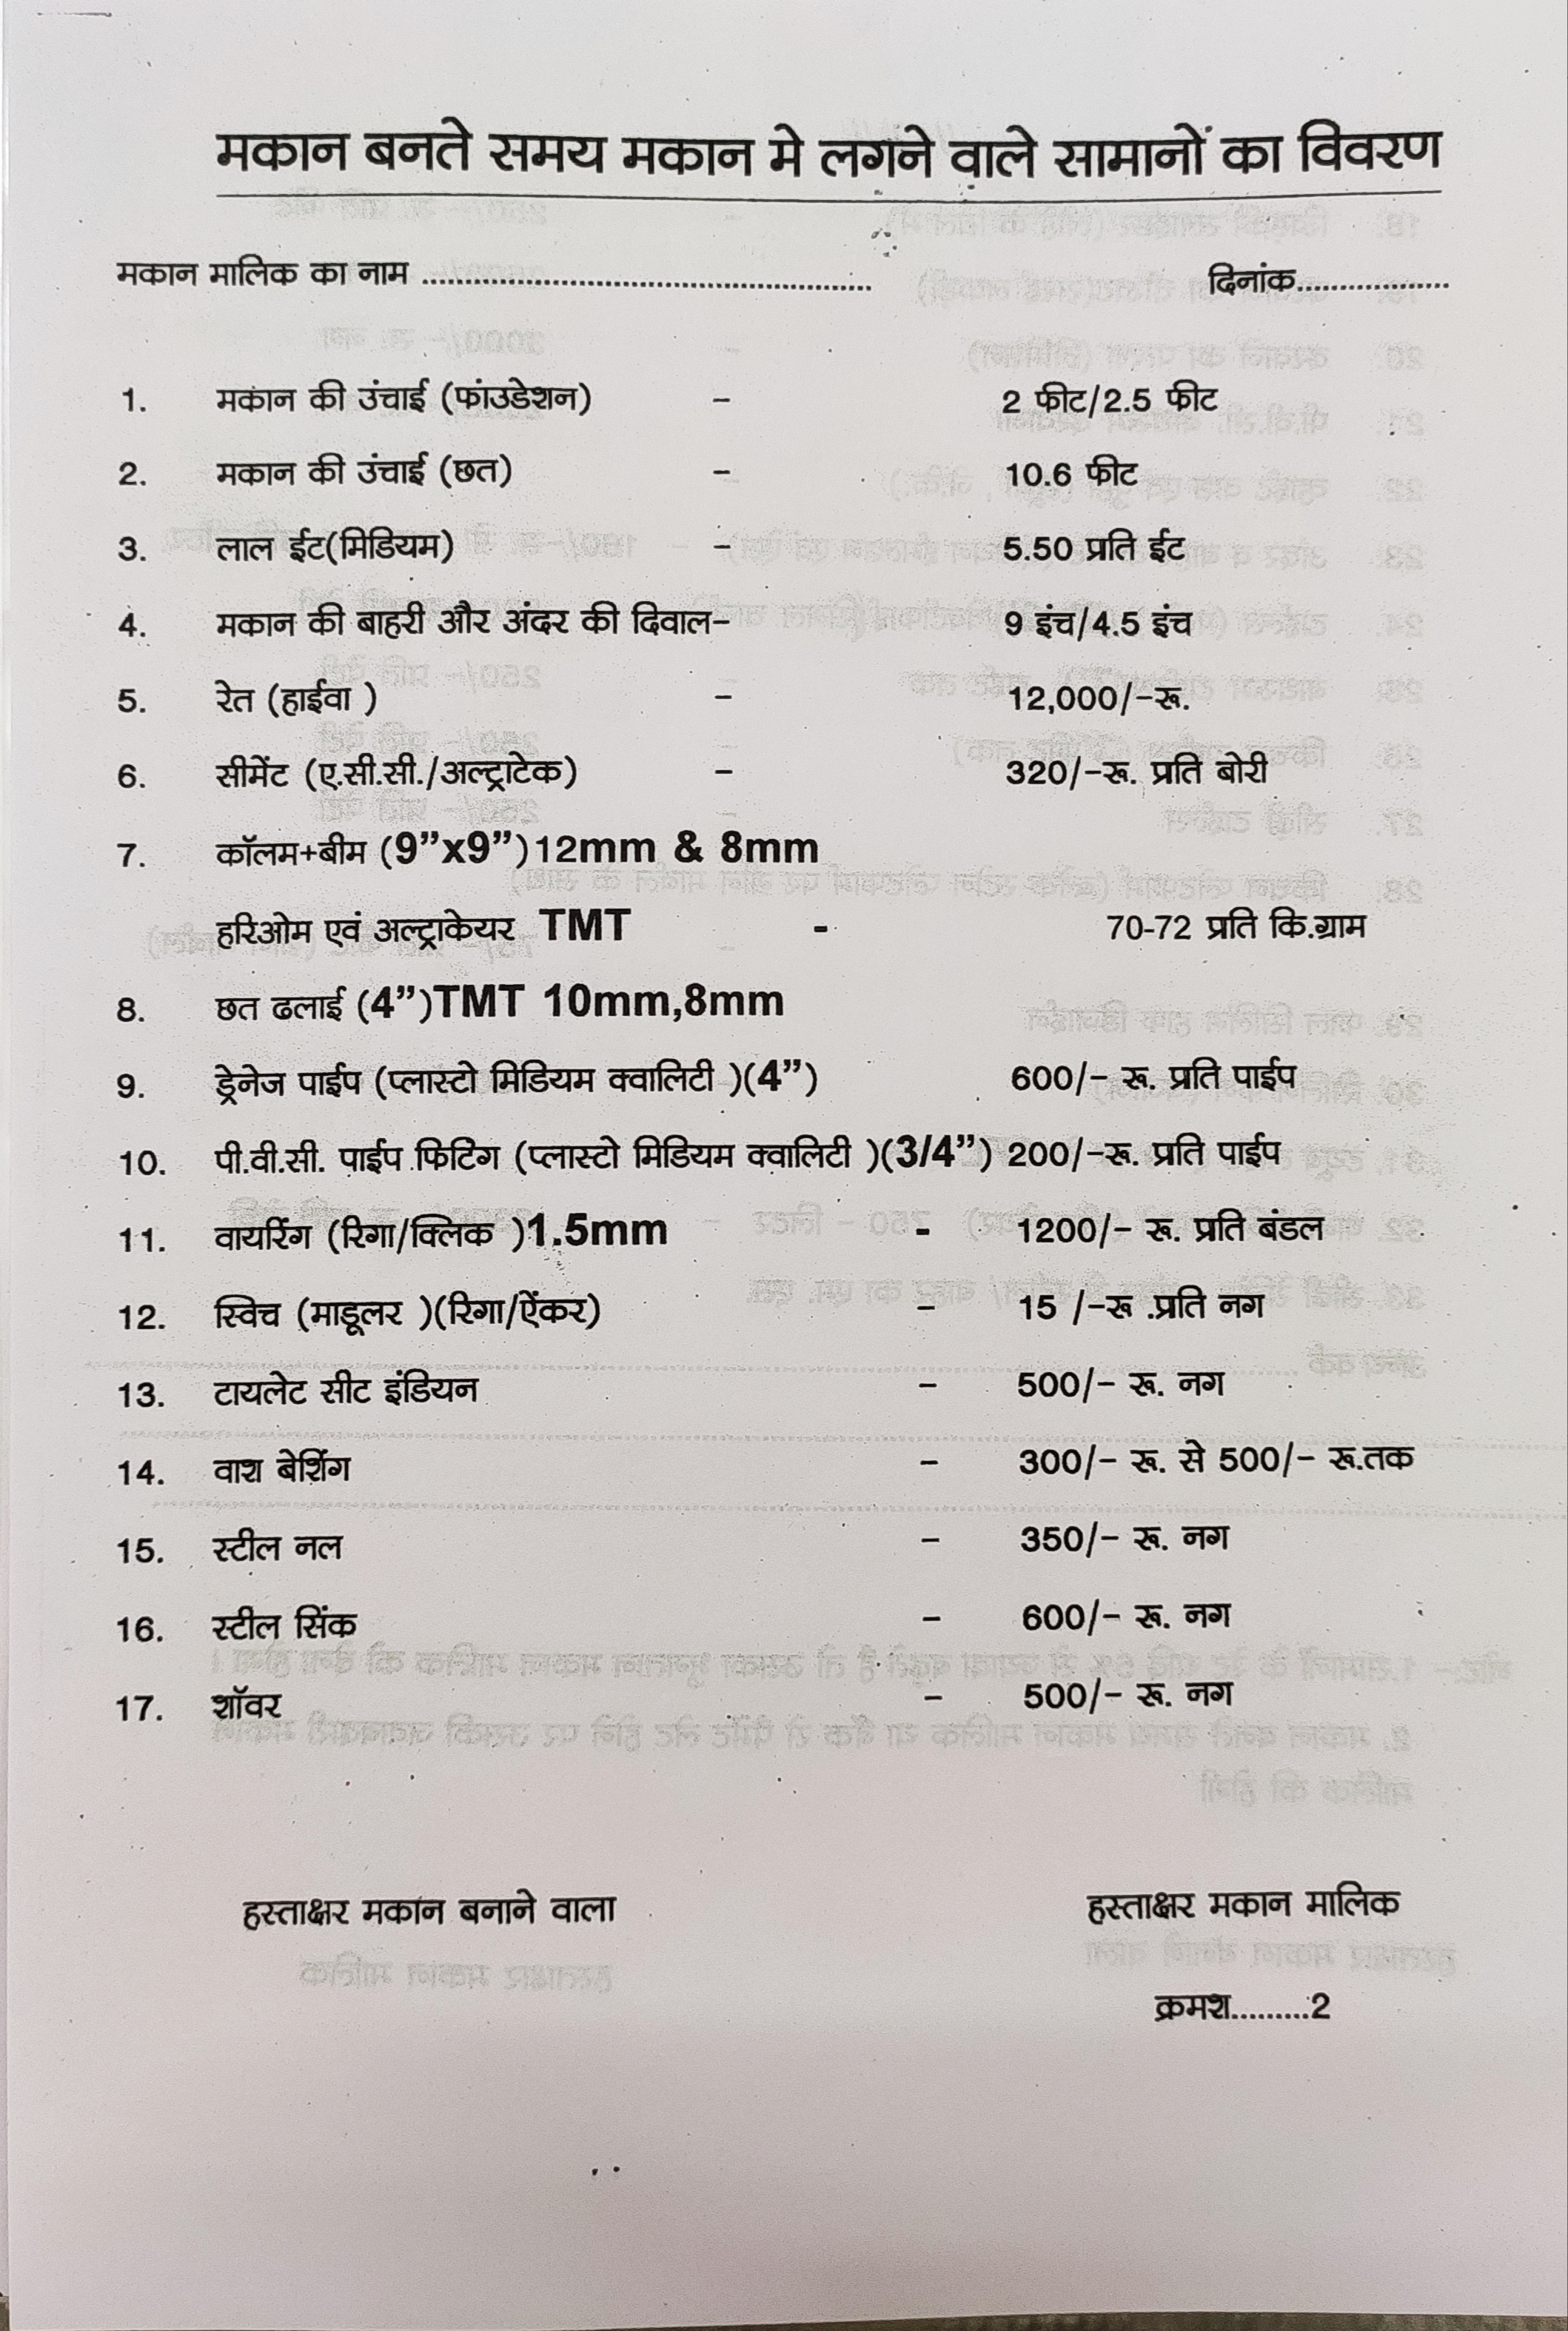 मकान बनते समय मकान मे लगने वाले सामानों का विवरण
मकान मालिक का नाम .................................................... दिनांक..................
1. मकान की उंचाई (फांउडेशन) – 2 फीट/2.5 फीट
2. मकान की उंचाई (छत) – 10.6 फीट
3. लाल ईट(मिडियम) – 5.50 प्रति ईट
4. मकान की बाहरी और अंदर की दिवाल– 9 इंच/4.5 इंच
5. रेत (हाईवा ) – 12,000/–रू.
6. सीमेंट (ए.सी.सी./अल्ट्राटेक) – 320/–रू. प्रति बोरी
7. कॉलम+बीम (9”x9”)12mm & 8mm
हरिओम एवं अल्ट्राकेयर TMT - 70-72 प्रति कि.ग्राम
8. छत ढलाई (4”)TMT 10mm,8mm
9. ड्रेनेज पाईप (प्लास्टो मिडियम क्वालिटी )(4”) 600/– रू. प्रति पाईप
10. पी.वी.सी. पाईप फिटिंग (प्लास्टो मिडियम क्वालिटी )(3/4”) 200/–रू. प्रति पाईप
11. वायरिंग (रिगा/क्लिक )1.5mm - 1200/– रू. प्रति बंडल
12. स्विच (माडूलर )(रिगा/ऐंकर) – 15 /–रू .प्रति नग
13. टायलेट सीट इंडियन – 500/– रू. नग
14. वाश बेशिंग – 300/– रू. से 500/– रू.तक
15. स्टील नल – 350/– रू. नग
16. स्टील सिंक – 600/– रू. नग
17. शॉवर – 500/– रू. नग
हस्ताक्षर मकान बनाने वाला हस्ताक्षर मकान मालिक
क्रमश.........2